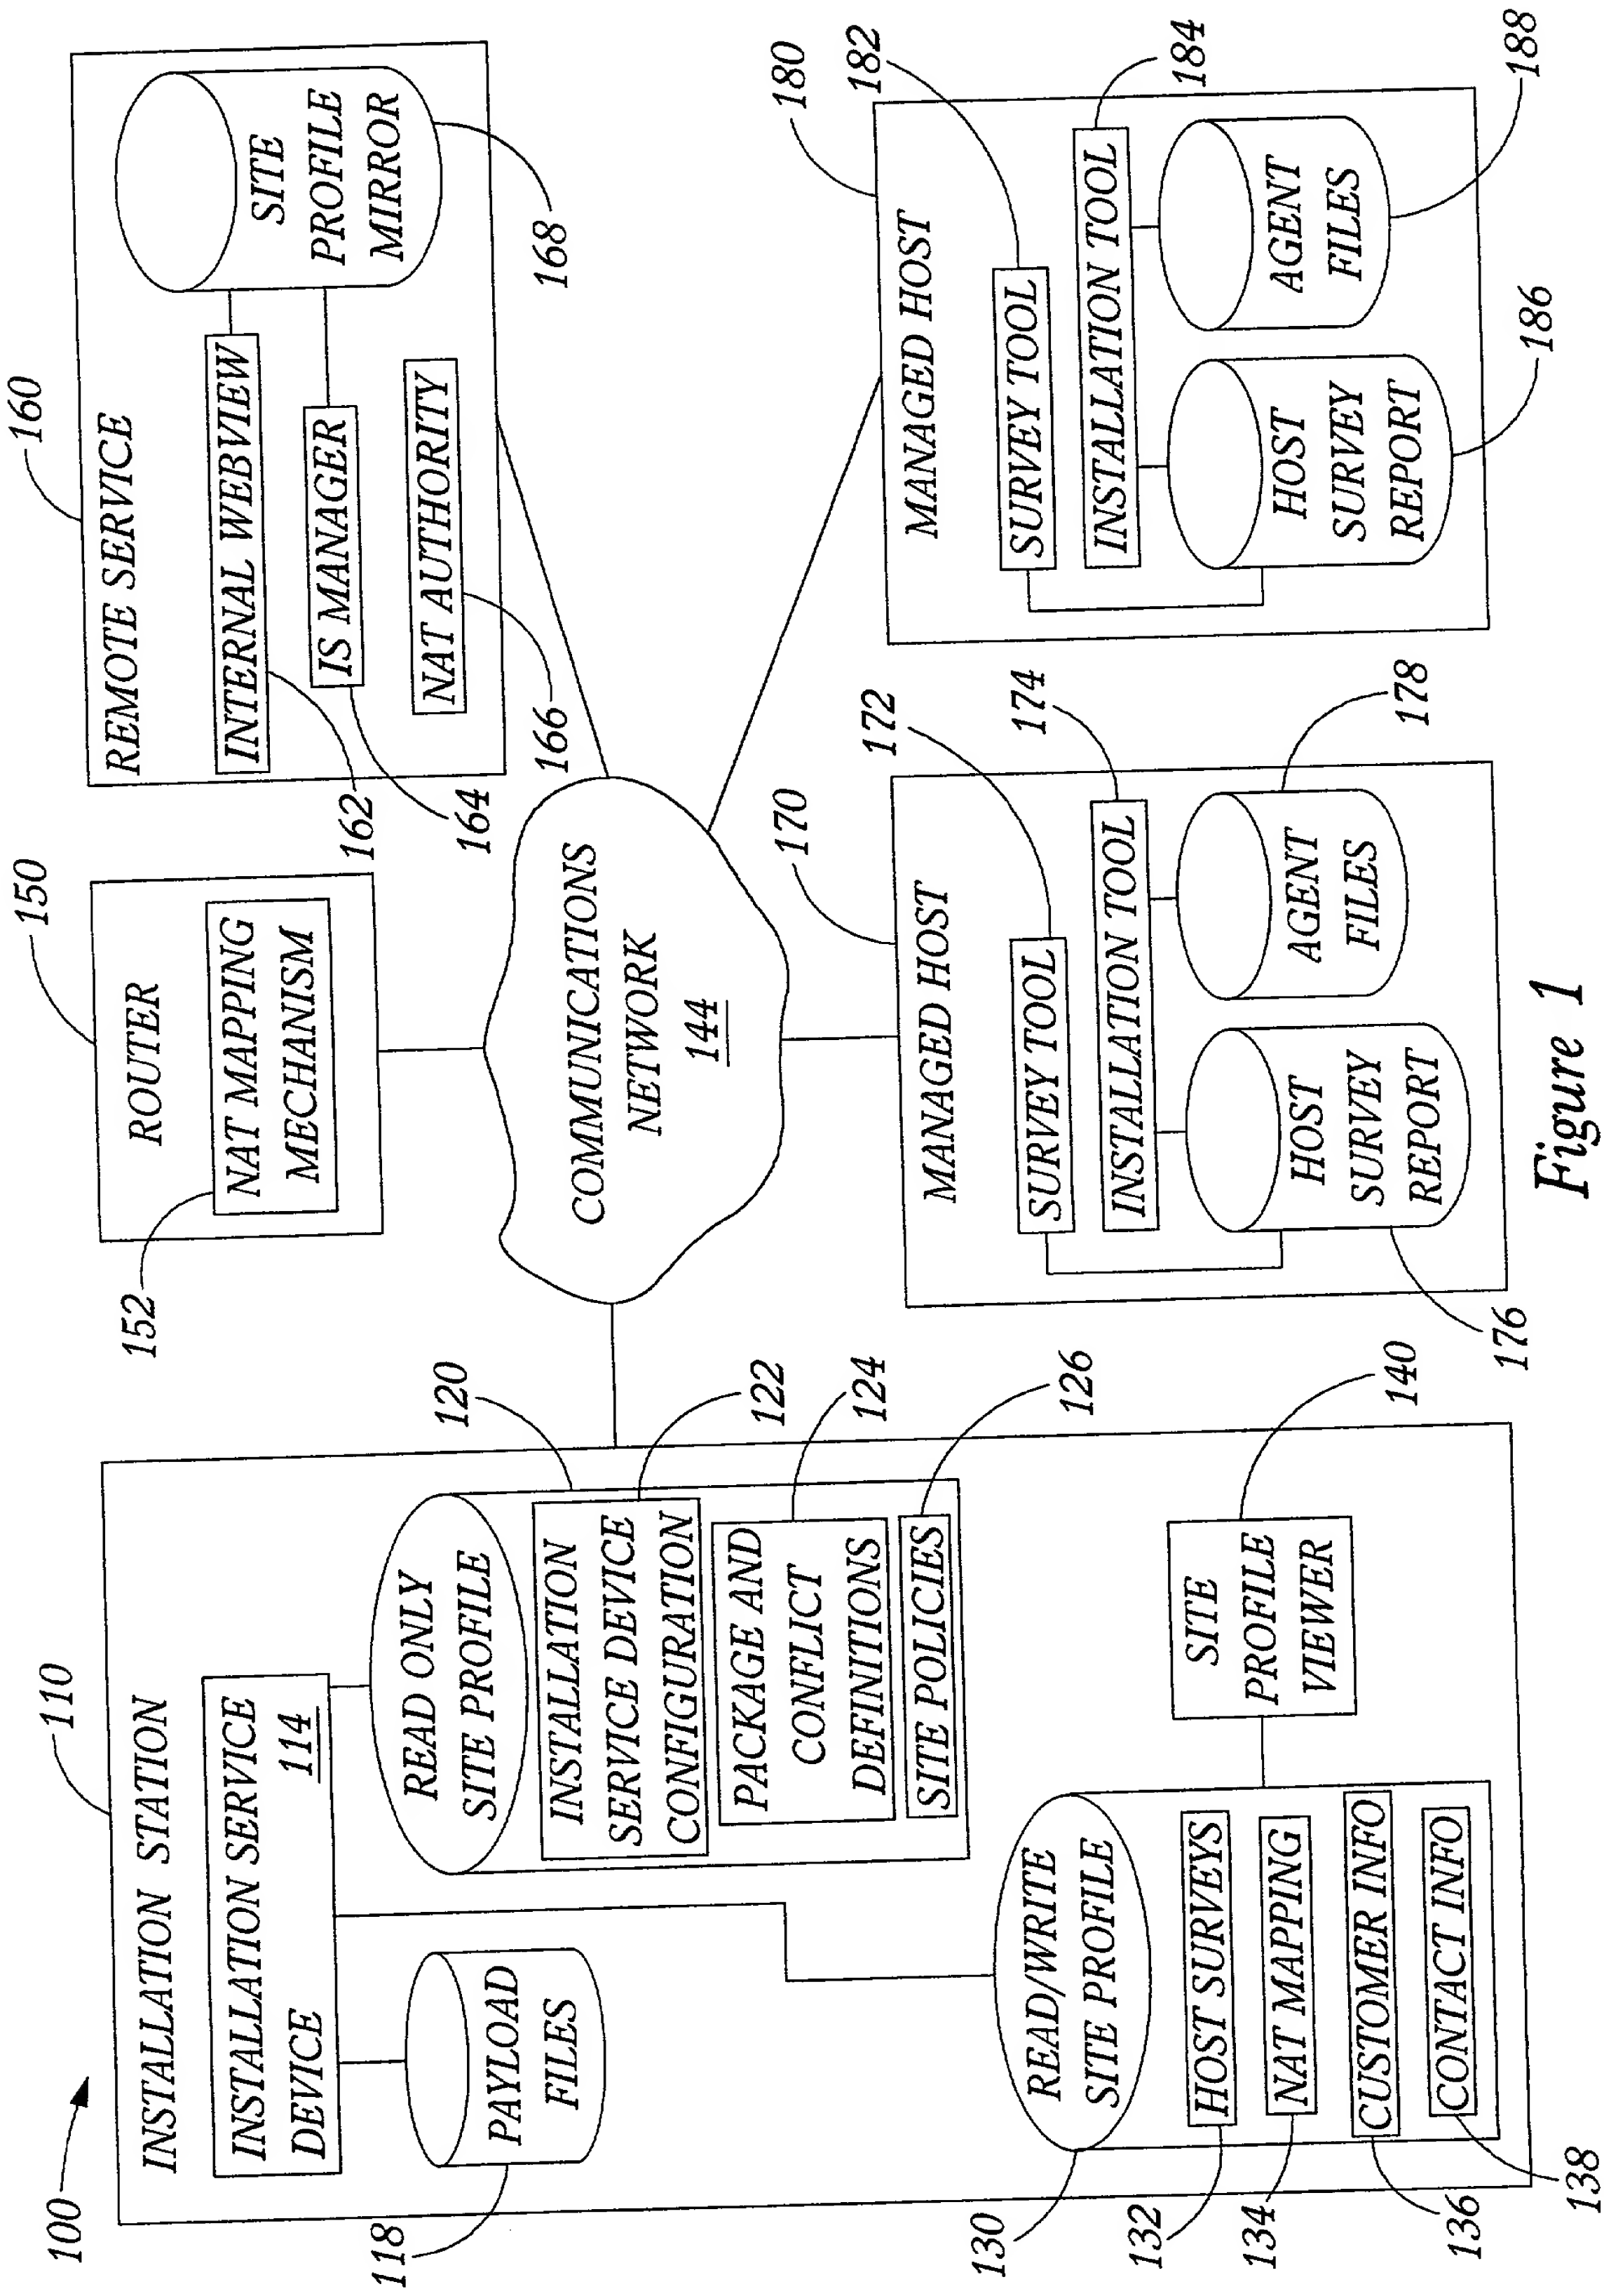 100
110
INSTALLATION STATION
INSTALLATION SERVICE
DEVICE
114
118
PAYLOAD
FILES
120
READ ONLY
SITE PROFILE
122
INSTALLATION
SERVICE DEVICE
CONFIGURATION
124
PACKAGE AND
CONFLICT
DEFINITIONS
126
SITE POLICIES
130
READ/WRITE
SITE PROFILE
132
HOST SURVEYS
134
NAT MAPPING
136
CUSTOMER INFO
138
CONTACT INFO
140
SITE
PROFILE
VIEWER
150
ROUTER
152
NAT MAPPING
MECHANISM
COMMUNICATIONS
NETWORK
144
160
REMOTE SERVICE
162
INTERNAL WEBVIEW
164
IS MANAGER
166
NAT AUTHORITY
168
SITE
PROFILE
MIRROR
170
MANAGED HOST
172
SURVEY TOOL
174
INSTALLATION TOOL
176
HOST
SURVEY
REPORT
178
AGENT
FILES
180
MANAGED HOST
182
SURVEY TOOL
184
INSTALLATION TOOL
186
HOST
SURVEY
REPORT
188
AGENT
FILES
Figure 1